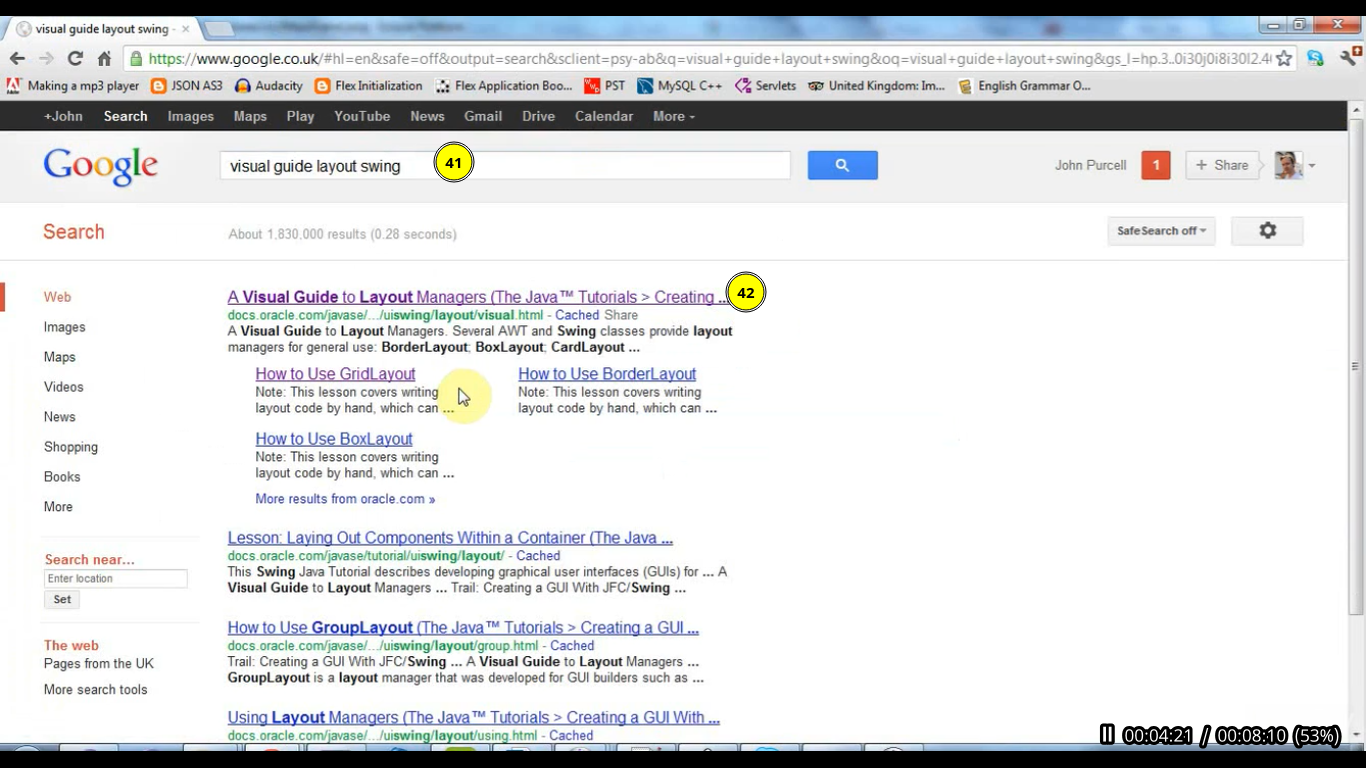 visual guide layout swing -
https://www.google.co.uk/#hl=en&safe=off&output=search&sclient=psy-ab&q=visual+guide+layout+swing&oq=visual+guide+layout+swing&gs_l=hp.3..0i30j0i8i30l2.4
Making a mp3 player JSON AS3 Audacity Flex Initialization Flex Application Boo... PST MySQL C++ Servlets United Kingdom: Im... English Grammar O...
+John Search Images Maps Play YouTube News Gmail Drive Calendar More
Google visual guide layout swing 41 John Purcell 1 + Share
Search About 1,830,000 results (0.28 seconds) SafeSearch off
Web
Images
Maps
Videos
News
Shopping
Books
More
Search near...
Enter location
Set
The web
Pages from the UK
More search tools
A Visual Guide to Layout Managers (The Java™ Tutorials > Creating ... 42
docs.oracle.com/javase/.../uiswing/layout/visual.html - Cached Share
A Visual Guide to Layout Managers. Several AWT and Swing classes provide layout
managers for general use: BorderLayout; BoxLayout; CardLayout ...
How to Use GridLayout
Note: This lesson covers writing
layout code by hand, which can ...
How to Use BorderLayout
Note: This lesson covers writing
layout code by hand, which can ...
How to Use BoxLayout
Note: This lesson covers writing
layout code by hand, which can ...
More results from oracle.com »
Lesson: Laying Out Components Within a Container (The Java ...
docs.oracle.com/javase/tutorial/uiswing/layout/ - Cached
This Swing Java Tutorial describes developing graphical user interfaces (GUIs) for ... A
Visual Guide to Layout Managers ... Trail: Creating a GUI With JFC/Swing ...
How to Use GroupLayout (The Java™ Tutorials > Creating a GUI ...
docs.oracle.com/javase/.../uiswing/layout/group.html - Cached
Trail: Creating a GUI With JFC/Swing ... A Visual Guide to Layout Managers ...
GroupLayout is a layout manager that was developed for GUI builders such as ...
Using Layout Managers (The Java™ Tutorials > Creating a GUI With ...
docs.oracle.com/javase/.../uiswing/layout/using.html - Cached
00:04:21 / 00:08:10 (53%)